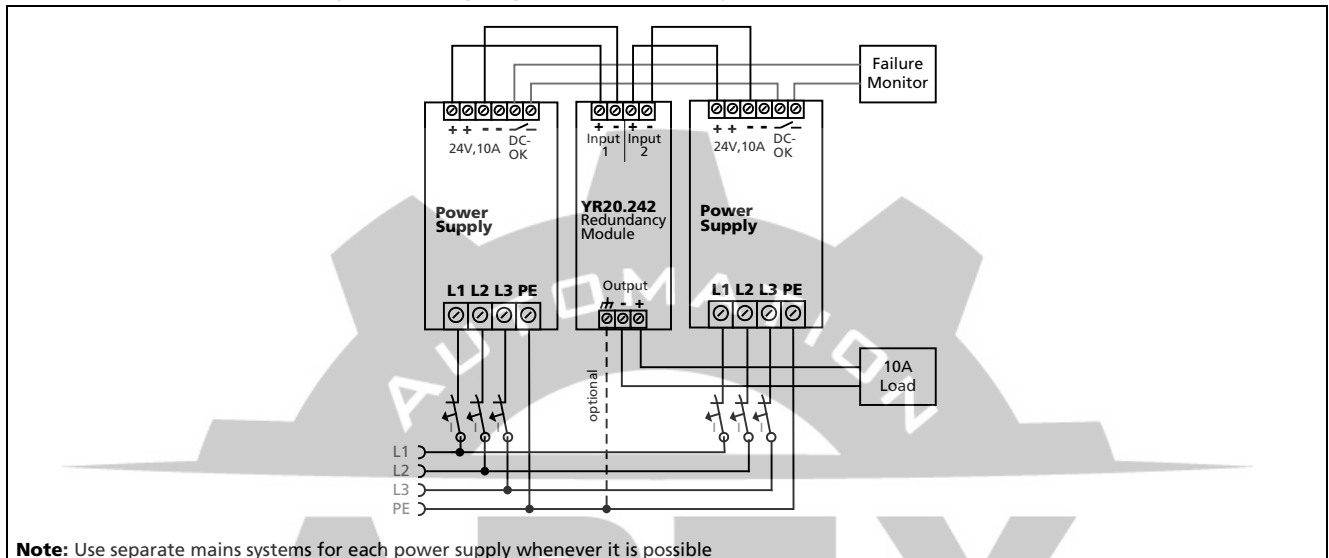 Failure
Monitor
+ + - - DC-
24V,10A OK
+ - + -
Input Input
1 2
+ + - - DC-
24V,10A OK
Power
Supply
YR20.242
Redundancy
Module
Power
Supply
L1 L2 L3 PE
Output
- +
L1 L2 L3 PE
optional
10A
Load
I I I
I I I
L1
L2
L3
PE
AUTOMATION
APEX
Note: Use separate mains systems for each power supply whenever it is possible